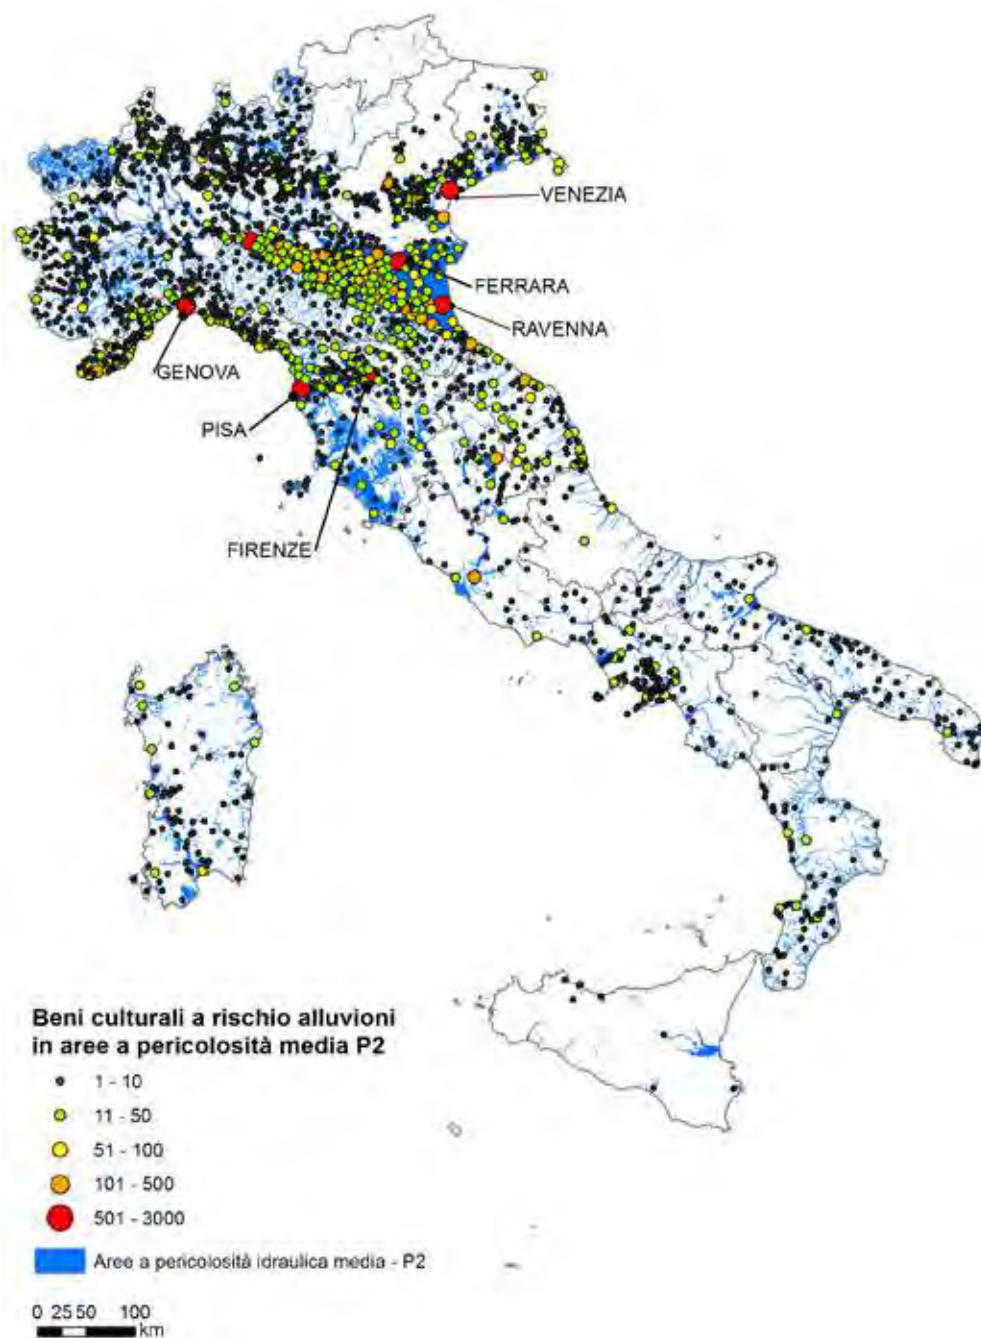 VENEZIA
FERRARA
RAVENNA
GENOVA
PISA
FIRENZE
Beni culturali a rischio alluvioni
in aree a pericolosità media P2
1 - 10
11 - 50
51 - 100
101 - 500
501 - 3000
Aree a pericolosità idraulica media - P2
0 25 50 100
km